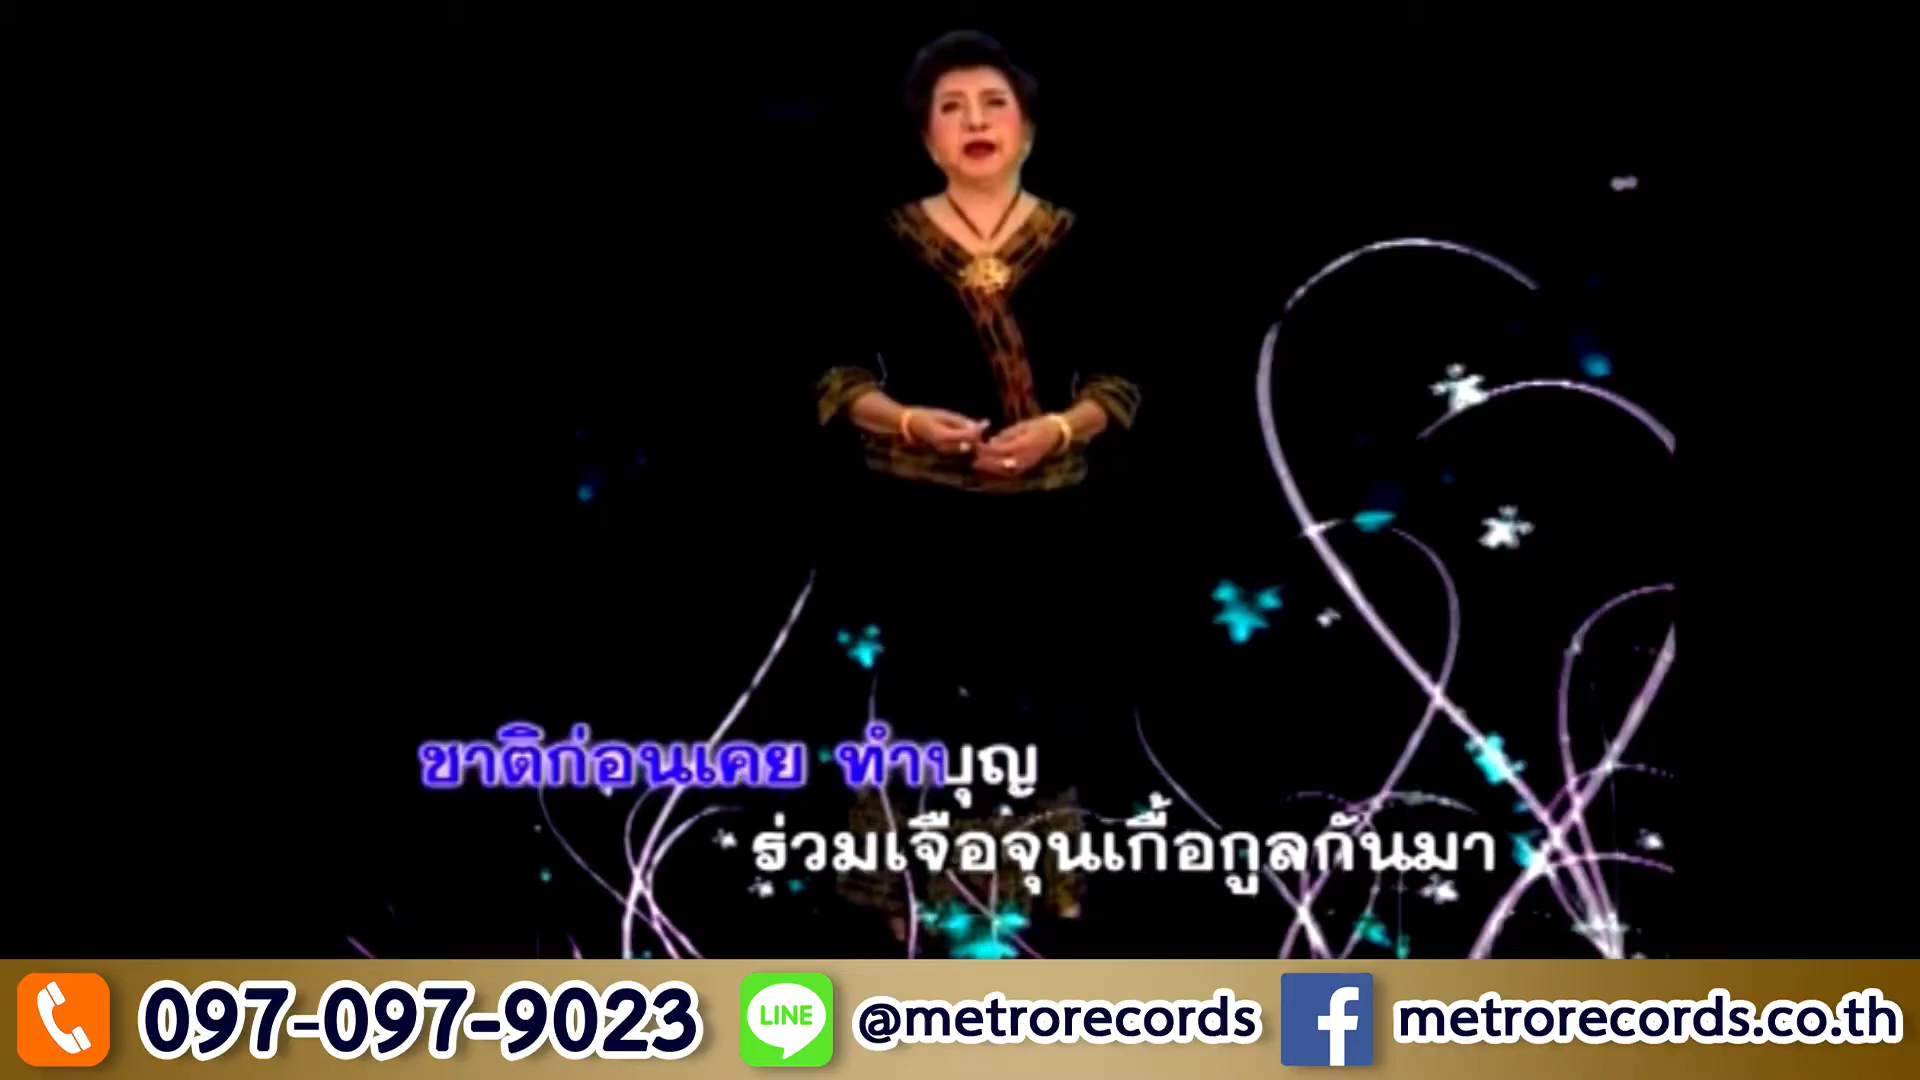 ชาติก่อนเคย ทำบุญ
ร่วมเจือจุนเกื้อกูลกันมา
097-097-9023
LINE
@metrorecords
metrorecords.co.th